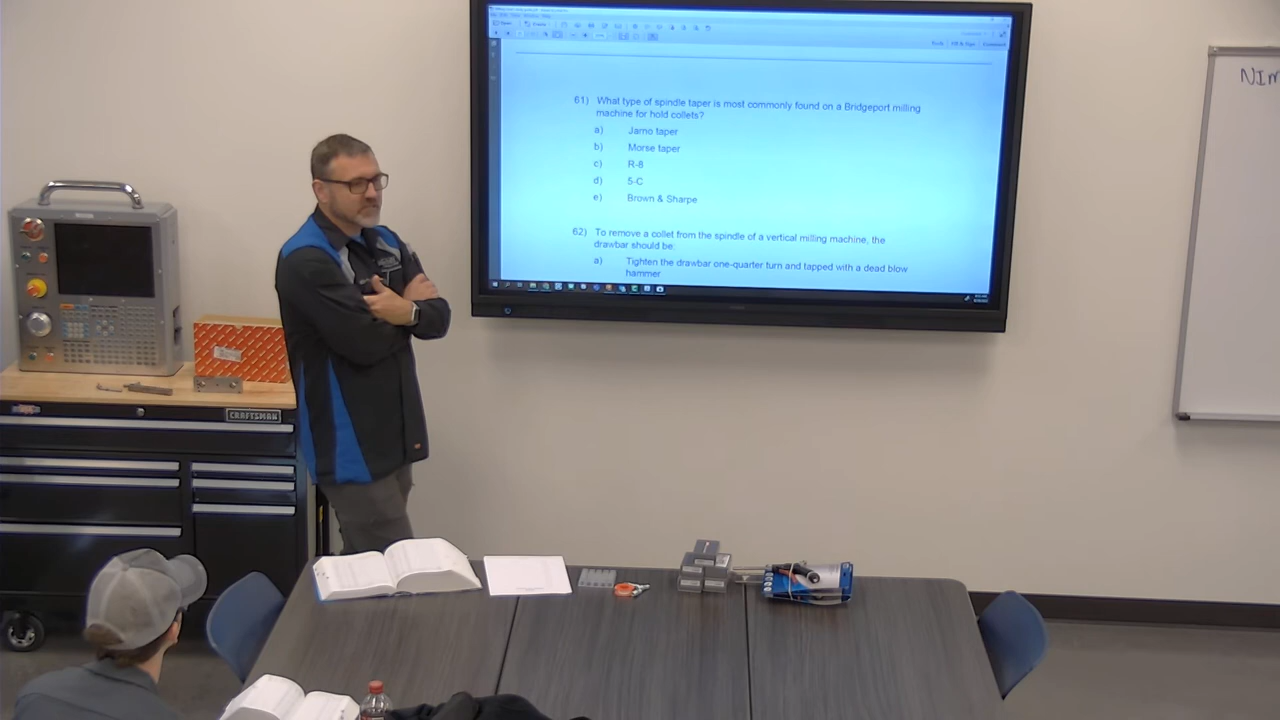 61) What type of spindle taper is most commonly found on a Bridgeport milling
machine for hold collets?
a) Jarno taper
b) Morse taper
c) R-8
d) 5-C
e) Brown & Sharpe
62) To remove a collet from the spindle of a vertical milling machine, the
drawbar should be:
a) Tighten the drawbar one-quarter turn and tapped with a dead blow
hammer
CRAFTSMAN